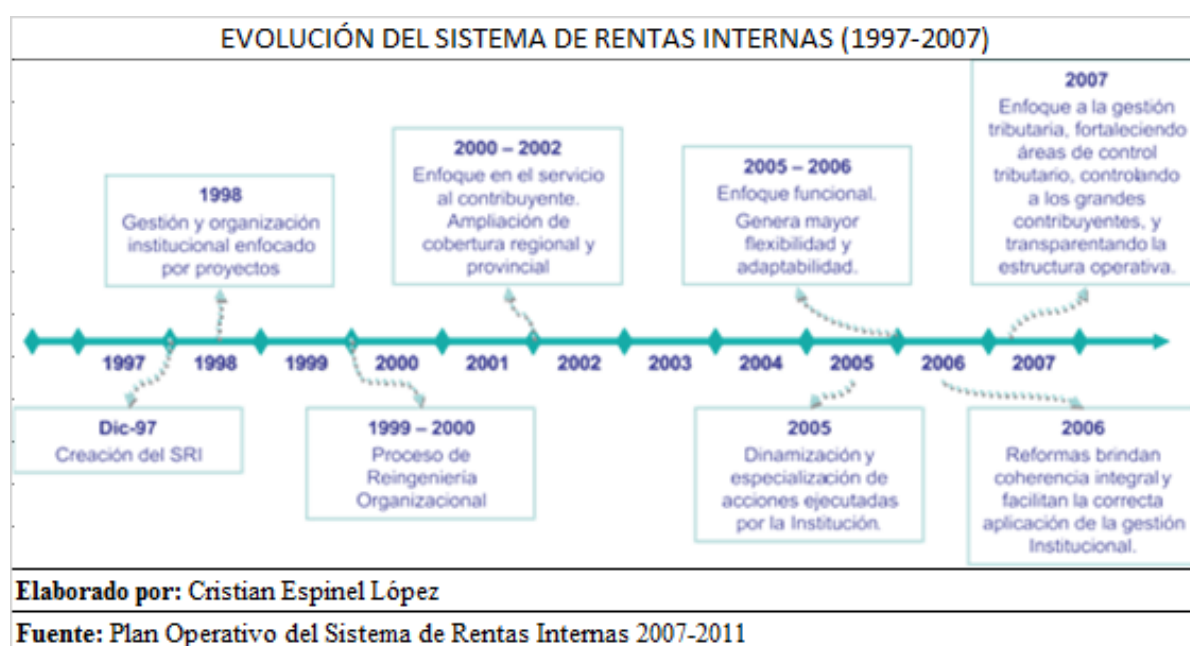 EVOLUCIÓN DEL SISTEMA DE RENTAS INTERNAS (1997-2007)
2007
Enfoque a la gestión
tributaria, fortaleciendo
áreas de control
tributario, controlando
a los grandes
contribuyentes, y
transparentando la
estructura operativa.
2000 – 2002
Enfoque en el servicio
al contribuyente.
Ampliación de
cobertura regional y
provincial
2005 – 2006
Enfoque funcional.
Genera mayor
flexibilidad y
adaptabilidad.
1998
Gestión y organización
institucional enfocado
por proyectos
1997 1998 1999 2000 2001 2002 2003 2004 2005 2006 2007
Dic-97
Creación del SRI
1999 – 2000
Proceso de
Reingeniería
Organizacional
2005
Dinamización y
especialización de
acciones ejecutadas
por la Institución.
2006
Reformas brindan
coherencia integral y
facilitan la correcta
aplicación de la gestión
Institucional.
Elaborado por: Cristian Espinel López
Fuente: Plan Operativo del Sistema de Rentas Internas 2007-2011